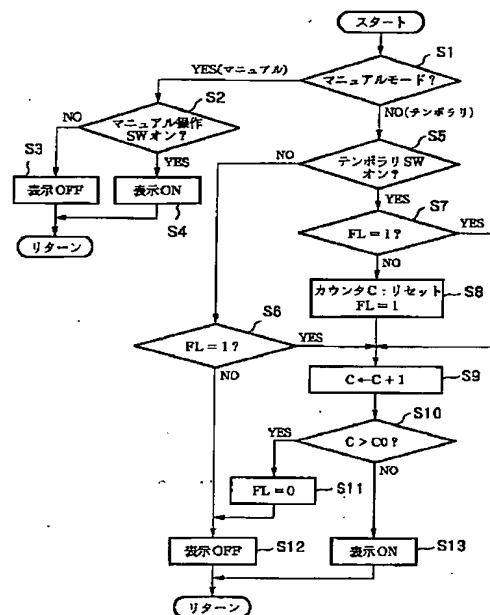 スタート
S1
YES(マニュアル)
マニュアルモード?
S2
NO(テンポラリ)
NO
マニュアル操作
SWオン?
S5
S3
YES
NO
テンポラリSW
オン?
表示OFF
表示ON
YES
S7
S4
FL=1?
YES
リターン
NO
カウンタC:リセット
FL=1
S8
S6
FL=1?
YES
C←C+1
S9
NO
S10
YES
C>C0?
NO
FL=0
S11
表示OFF
S12
表示ON
S13
リターン